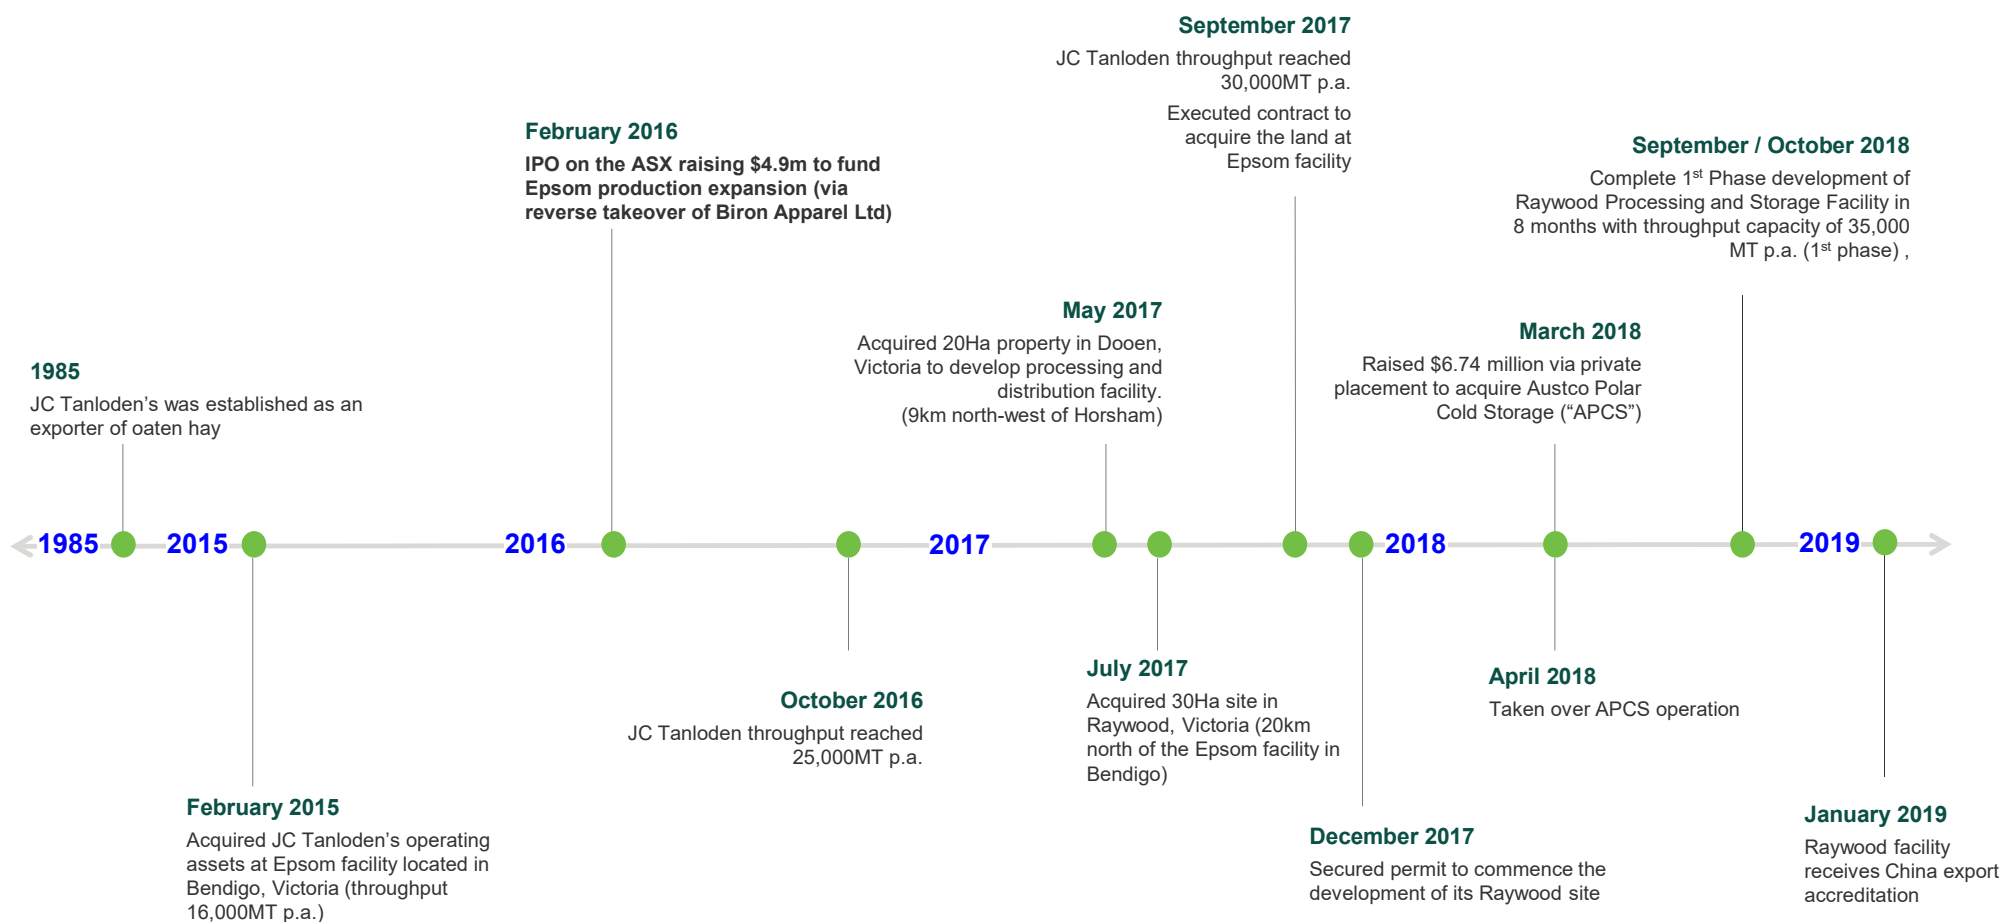 September 2017
JC Tanloden throughput reached
30,000MT p.a.
Executed contract to
acquire the land at
Epsom facility
February 2016
IPO on the ASX raising $4.9m to fund
Epsom production expansion (via
reverse takeover of Biron Apparel Ltd)
September / October 2018
Complete 1st Phase development of
Raywood Processing and Storage Facility in
8 months with throughput capacity of 35,000
MT p.a. (1st phase) ,
May 2017
Acquired 20Ha property in Dooen,
Victoria to develop processing and
distribution facility.
(9km north-west of Horsham)
March 2018
Raised $6.74 million via private
placement to acquire Austco Polar
Cold Storage (“APCS”)
1985
JC Tanloden’s was established as an
exporter of oaten hay
1985 2015 2016 2017 2018 2019
July 2017
Acquired 30Ha site in
Raywood, Victoria (20km
north of the Epsom facility in
Bendigo)
April 2018
Taken over APCS operation
October 2016
JC Tanloden throughput reached
25,000MT p.a.
February 2015
Acquired JC Tanloden’s operating
assets at Epsom facility located in
Bendigo, Victoria (throughput
16,000MT p.a.)
December 2017
Secured permit to commence the
development of its Raywood site
January 2019
Raywood facility
receives China export
accreditation